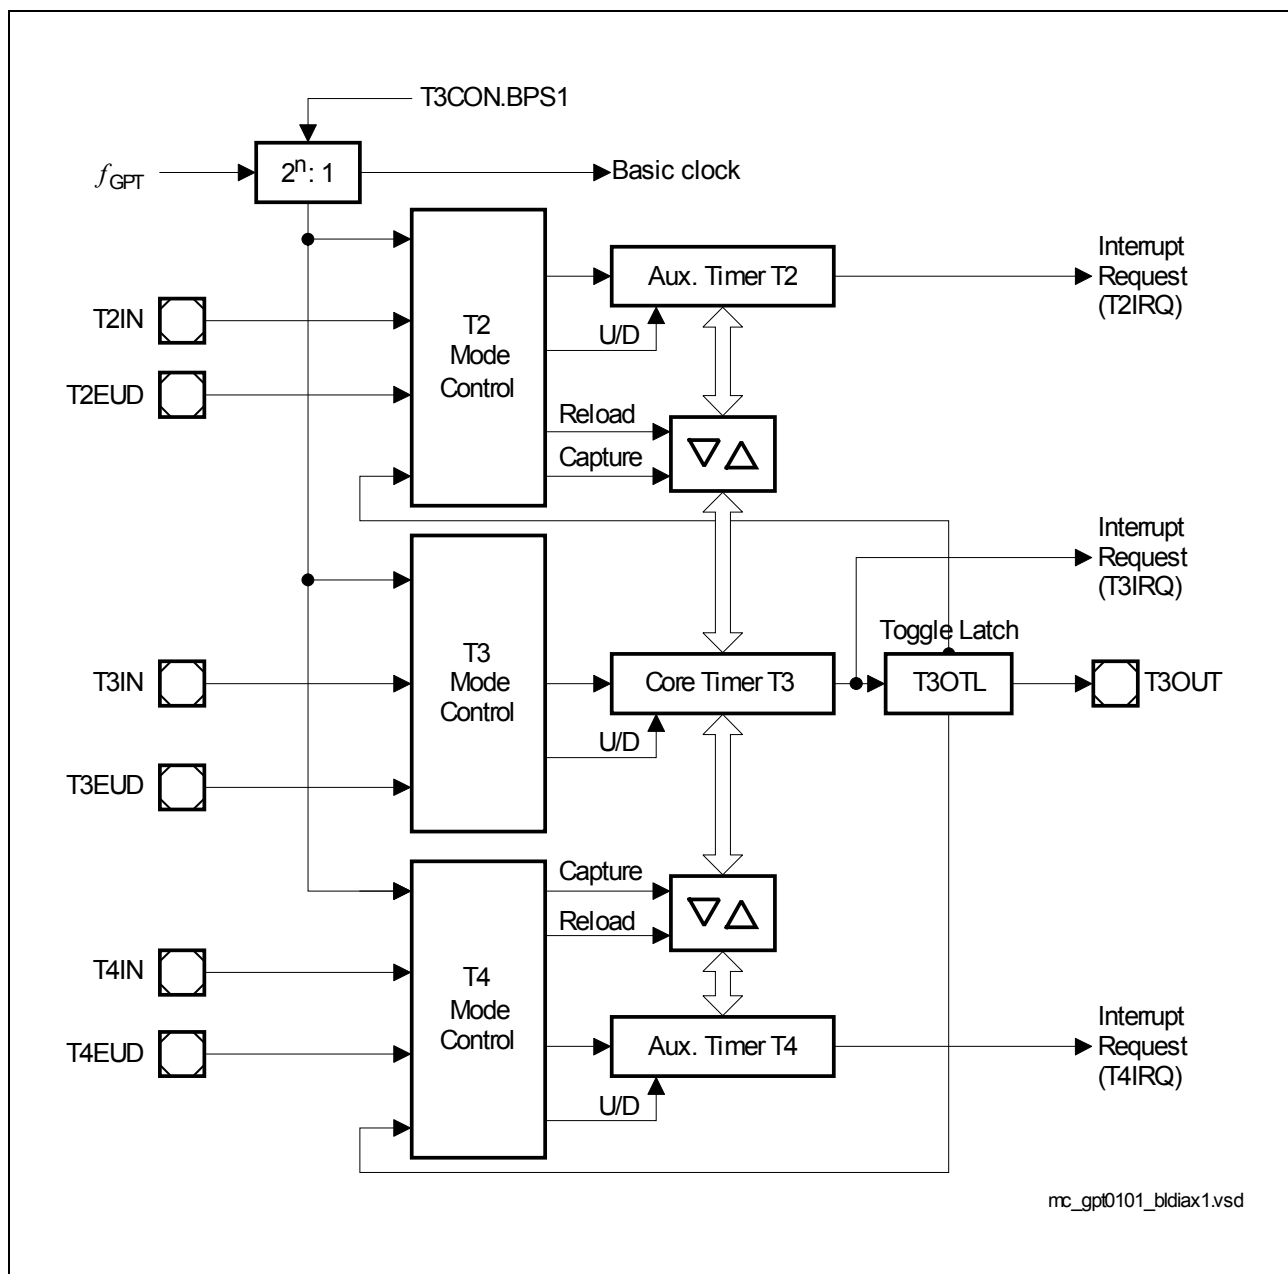 T3CON.BPS1
fGPT
2n : 1
Basic clock
Interrupt
Request
(T2IRQ)
Aux. Timer T2
T2IN
T2
Mode
Control
U/D
T2EUD
Reload
Capture
Interrupt
Request
(T3IRQ)
Toggle Latch
T3IN
T3
Mode
Control
Core Timer T3
T3OTL
T3OUT
U/D
T3EUD
Capture
Reload
T4IN
T4
Mode
Control
Interrupt
Request
(T4IRQ)
T4EUD
Aux. Timer T4
U/D
mc_gpt0101_bldiax1.vsd